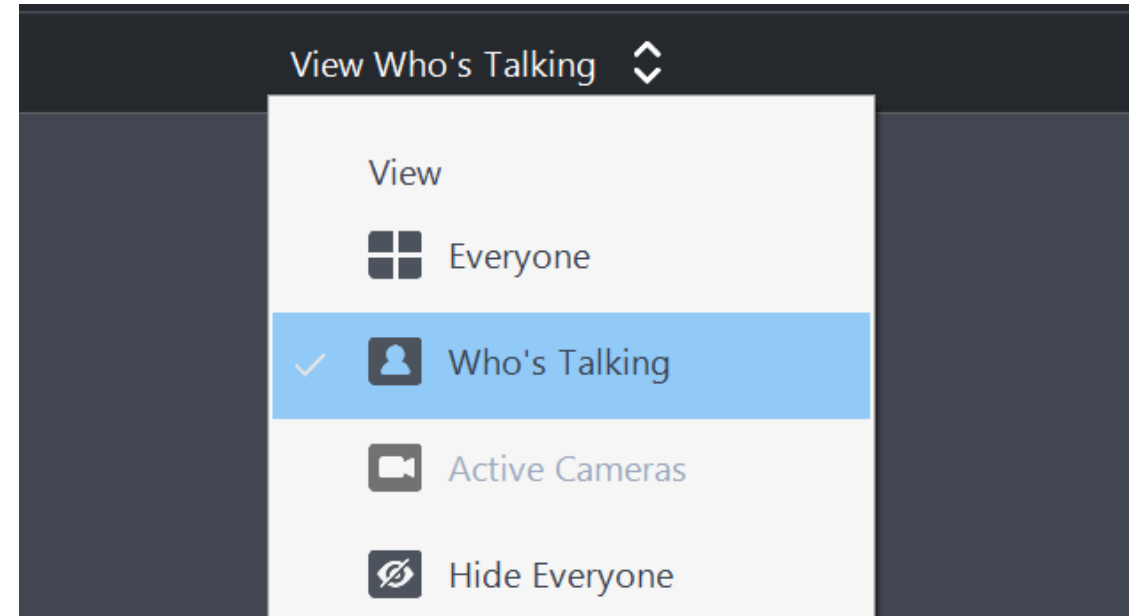 View Who's Talking
View
Everyone
Who's Talking
Active Cameras
Hide Everyone